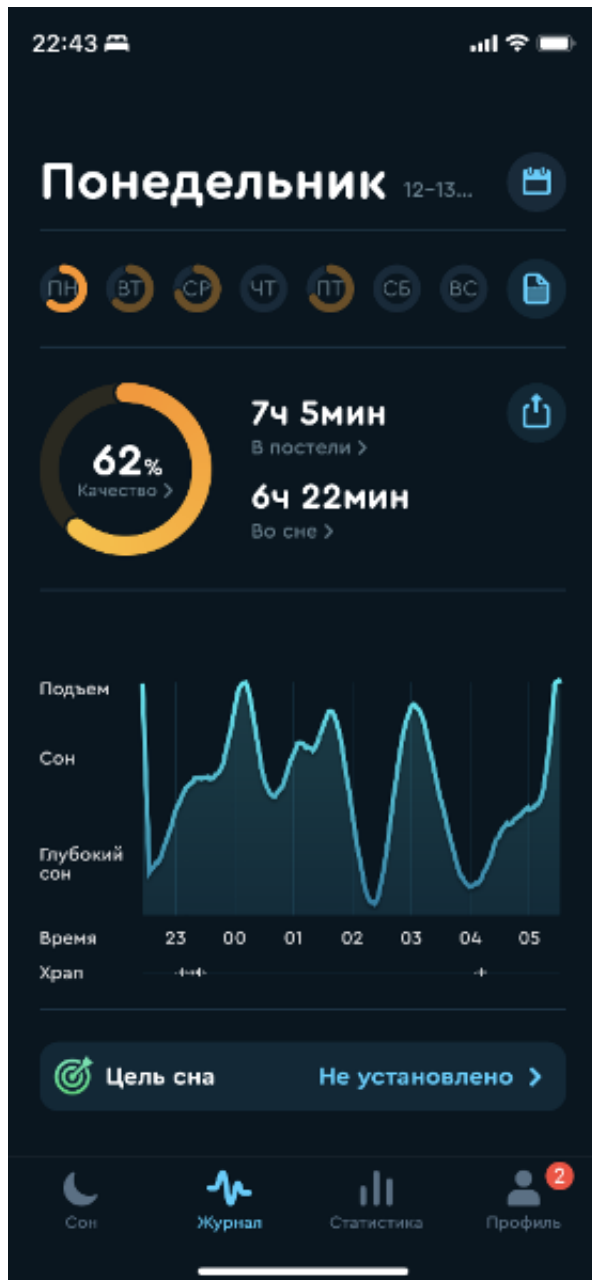 22:43
Понедельник 12-13...
ПН ВТ СР ЧТ ПТ СБ ВС
62%
Качество >
7ч 5мин
В постели >
6ч 22мин
Во сне >
Подъем
Сон
Глубокий
сон
Время 23 00 01 02 03 04 05
Храп
Цель сна Не установлено >
2
Сон Журнал Статистика Профиль